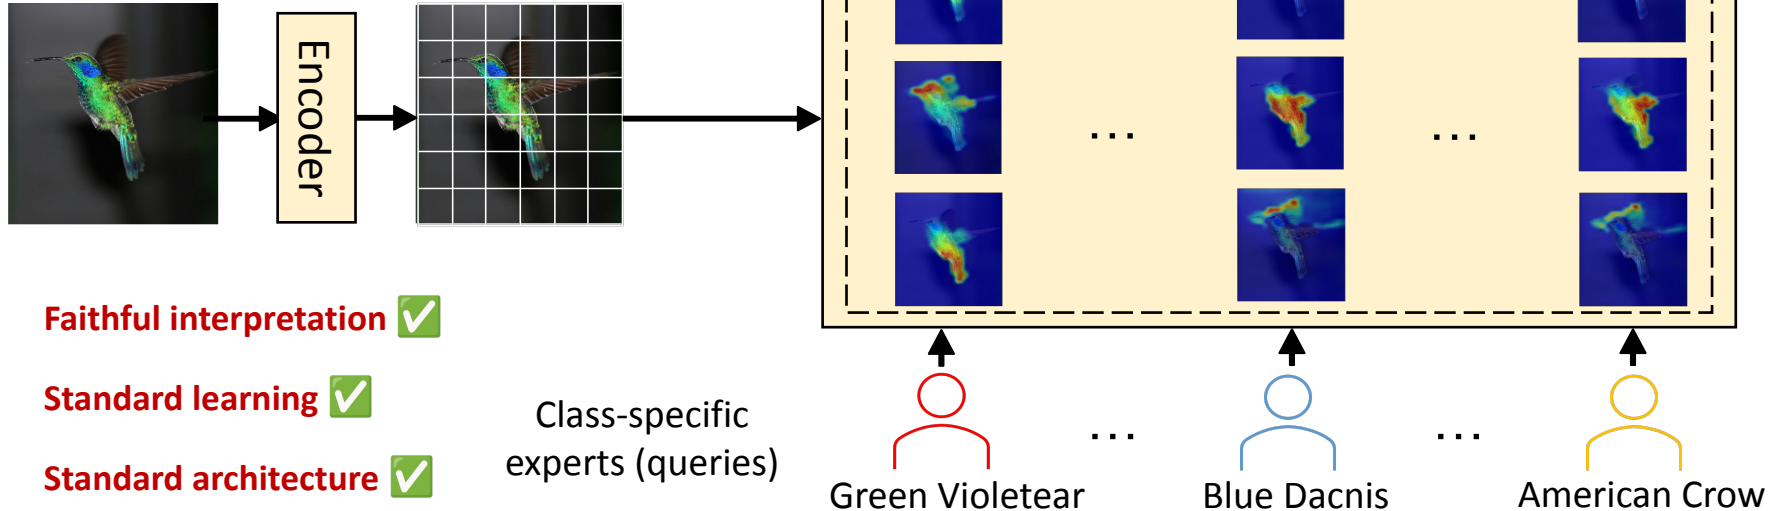 Encoder
Faithful interpretation ✅
Standard learning ✅
Standard architecture ✅
Class-specific
experts (queries)
...
...
...
...
Green Violetear
Blue Dacnis
American Crow